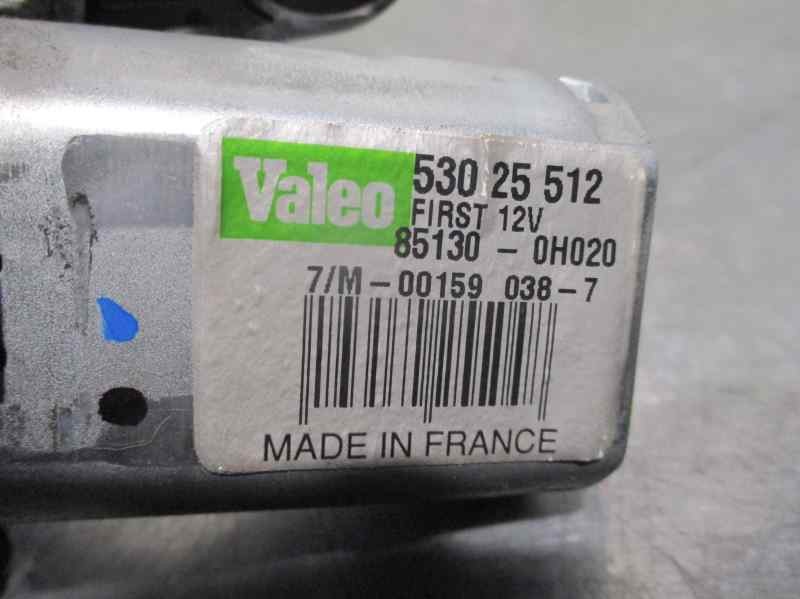 Valeo 530 25 512
FIRST 12V
85130 - 0H020
7/M-00159 038-7
MADE IN FRANCE